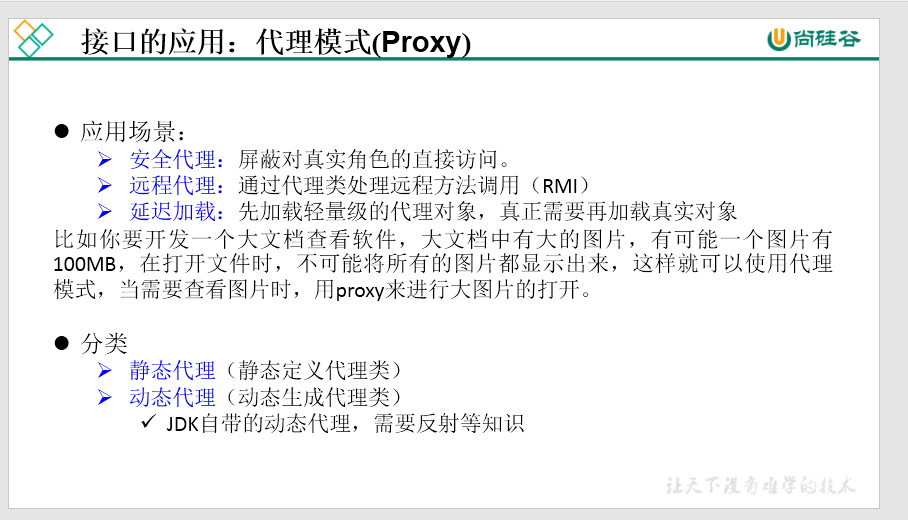 接口的应用：代理模式(Proxy)
尚硅谷
应用场景：
安全代理：屏蔽对真实角色的直接访问。
远程代理：通过代理类处理远程方法调用（RMI）
延迟加载：先加载轻量级的代理对象，真正需要再加载真实对象
比如你要开发一个大文档查看软件，大文档中有大的图片，有可能一个图片有
100MB，在打开文件时，不可能将所有的图片都显示出来，这样就可以使用代理
模式，当需要查看图片时，用proxy来进行大图片的打开。
分类
静态代理（静态定义代理类）
动态代理（动态生成代理类）
JDK自带的动态代理，需要反射等知识
让天下没有难学的技术